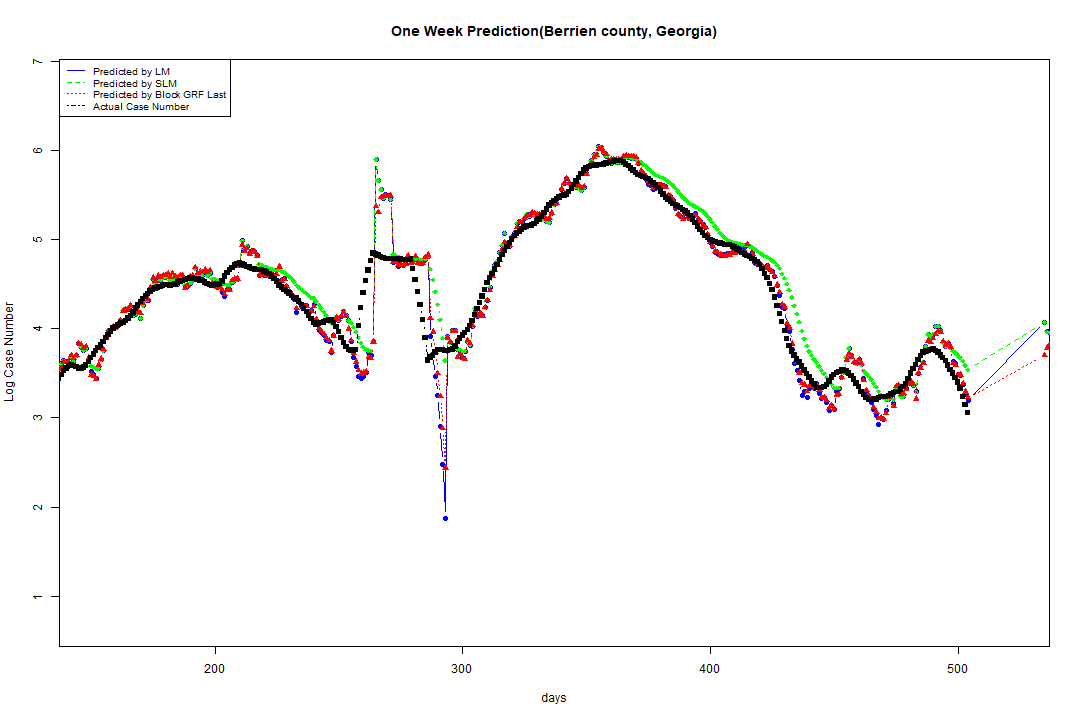 One Week Prediction(Berrien county, Georgia)
Predicted by LM
Predicted by SLM
Predicted by Block GRF Last
Actual Case Number
7
6
5
4
3
2
1
Log Case Number
200 300 400 500
days